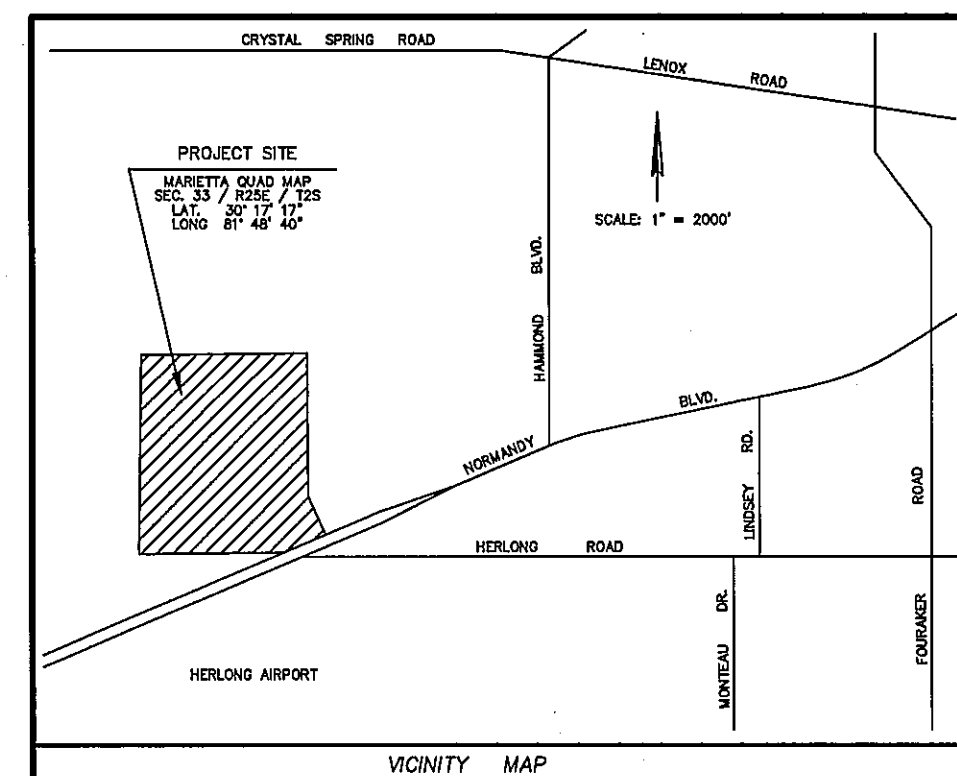 CRYSTAL SPRING ROAD
LENOX ROAD
PROJECT SITE
MARIETTA QUAD MAP
SEC. 33 / R25E / T2S
LAT. 30° 17' 17"
LONG 81° 48' 40"
SCALE: 1" = 2000'
HAMMOND BLVD.
NORMANDY BLVD.
LINDSEY RD.
FOURAKER ROAD
HERLONG ROAD
MONTEAU DR.
HERLONG AIRPORT
VICINITY MAP